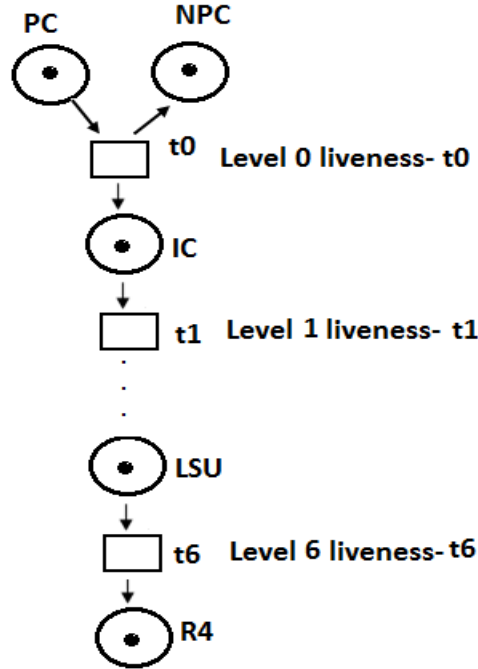 PC NPC
t0 Level 0 liveness- t0
IC
t1 Level 1 liveness- t1
.
.
.
LSU
t6 Level 6 liveness- t6
R4